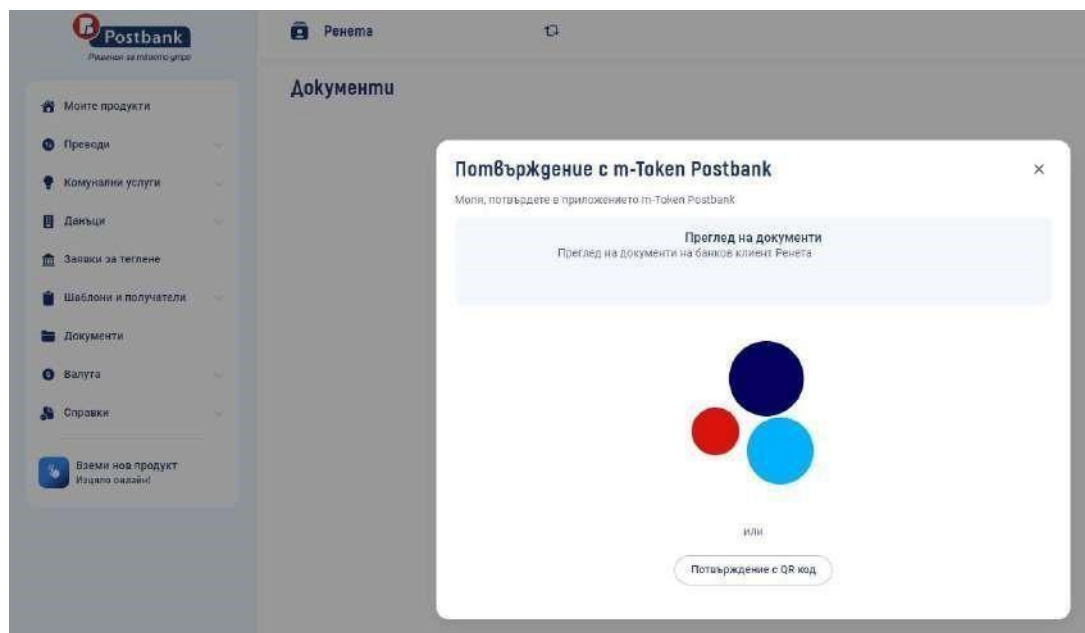 Postbank
Решения за твоето утре
Ренета
Документи
Моите продукти
Преводи
Комунални услуги
Данъци
Заявки за теглене
Шаблони и получатели
Документи
Валута
Справки
Вземи нов продукт
Изцяло онлайн!
Потвърждение с m-Token Postbank
Моля, потвърдете в приложението m-Token Postbank
Преглед на документи
Преглед на документи на банков клиент Ренета
или
Потвърждение с QR код